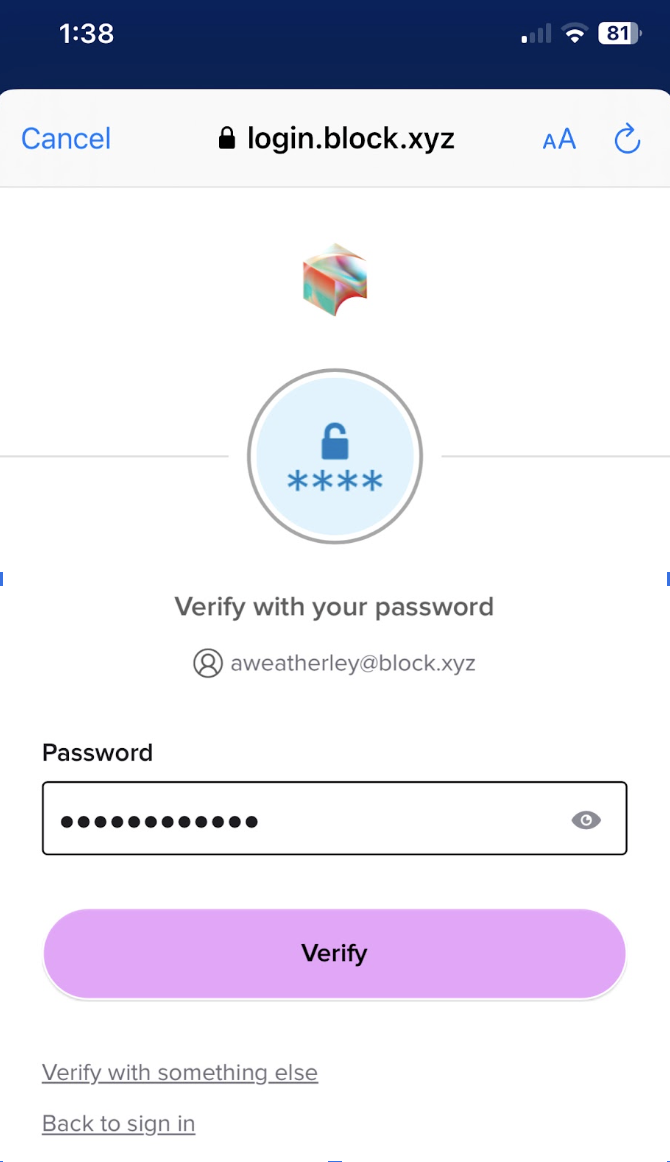 1:38
81
Cancel
login.block.xyz
AA
****
Verify with your password
aweatherley@block.xyz
Password
●●●●●●●●●●●●
Verify
Verify with something else
Back to sign in